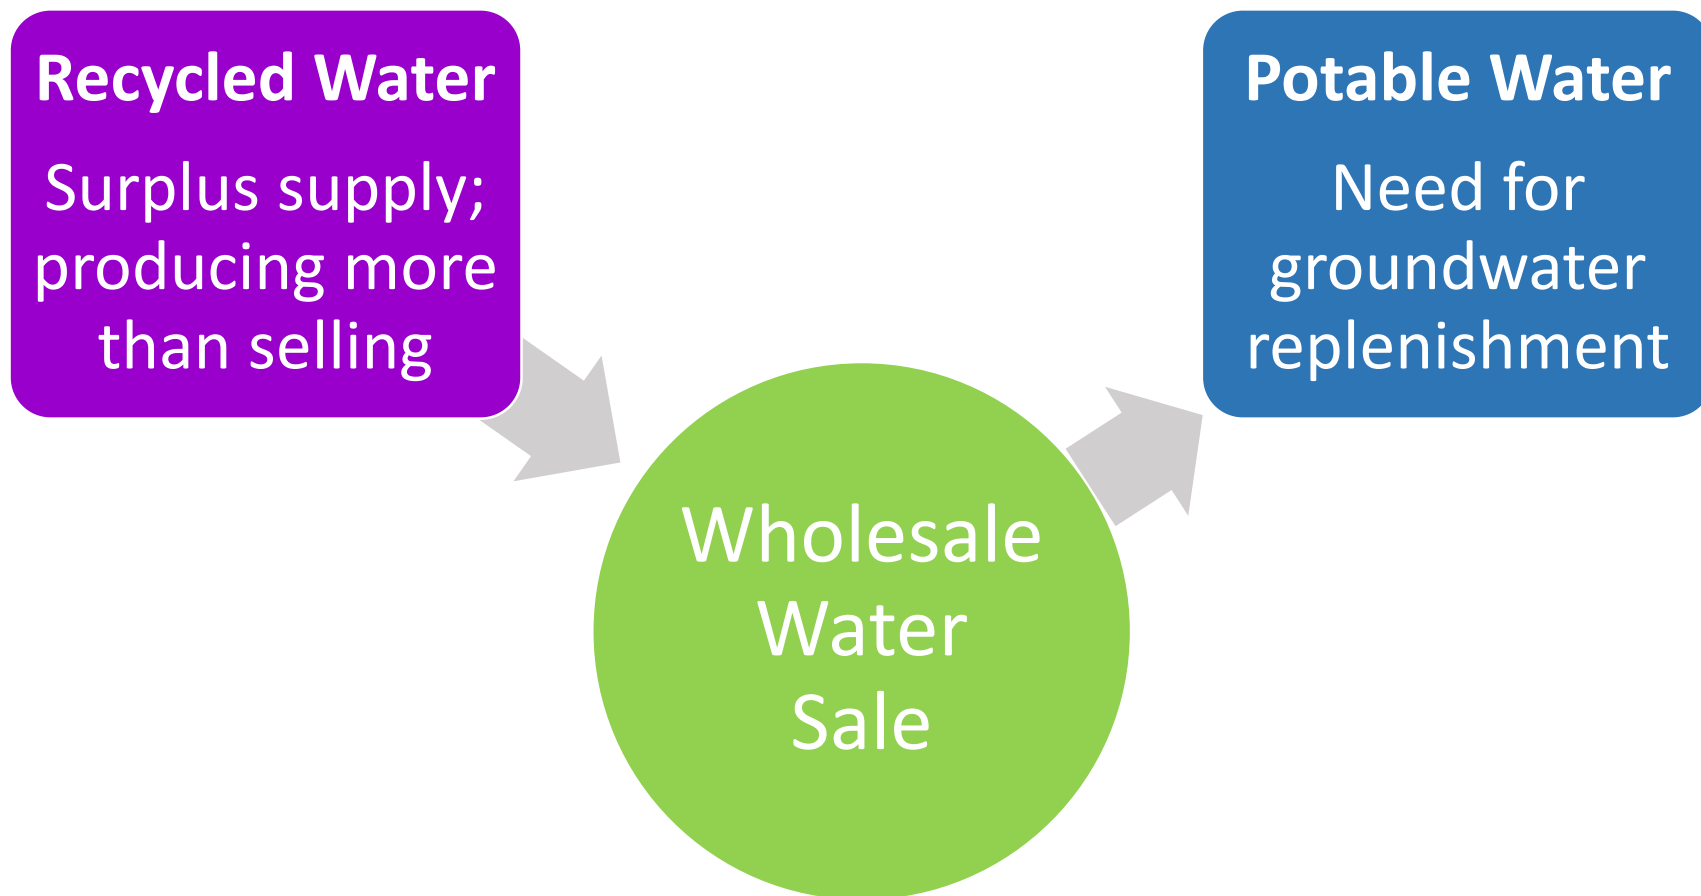 Recycled Water
Surplus supply;
producing more
than selling
Potable Water
Need for
groundwater
replenishment
Wholesale
Water
Sale